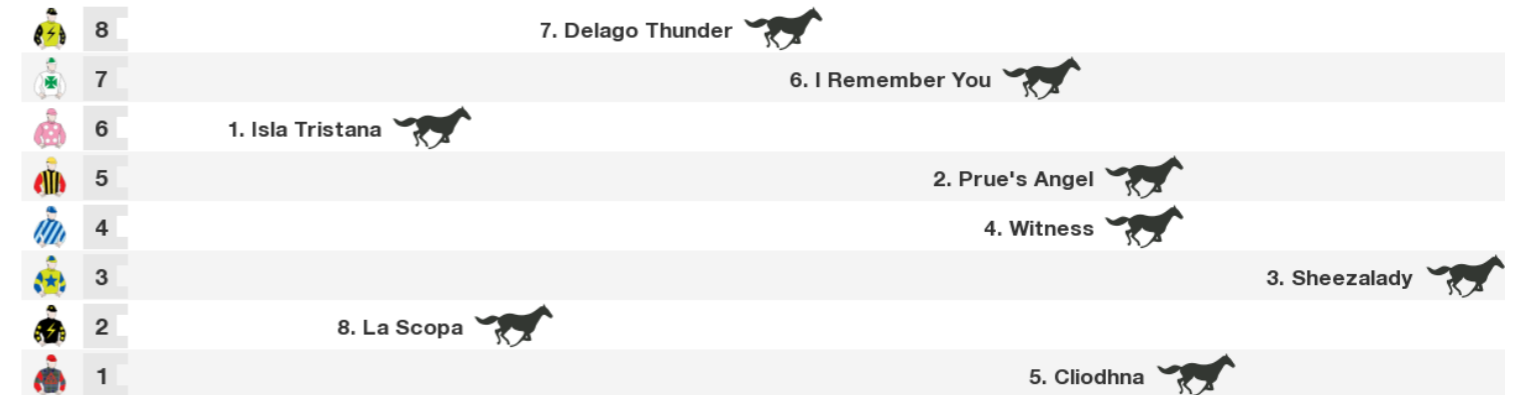 8 7. Delago Thunder
7 6. I Remember You
6 1. Isla Tristana
5 2. Prue's Angel
4 4. Witness
3 3. Sheezalady
2 8. La Scopa
1 5. Cliodhna